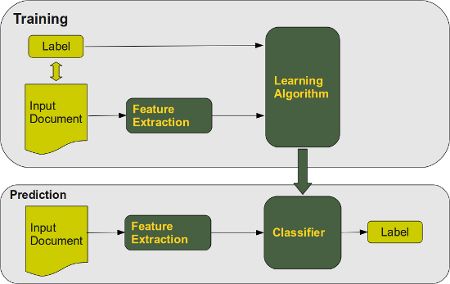 Training
Label
Input
Document
Feature
Extraction
Learning
Algorithm
Prediction
Input
Document
Feature
Extraction
Classifier
Label